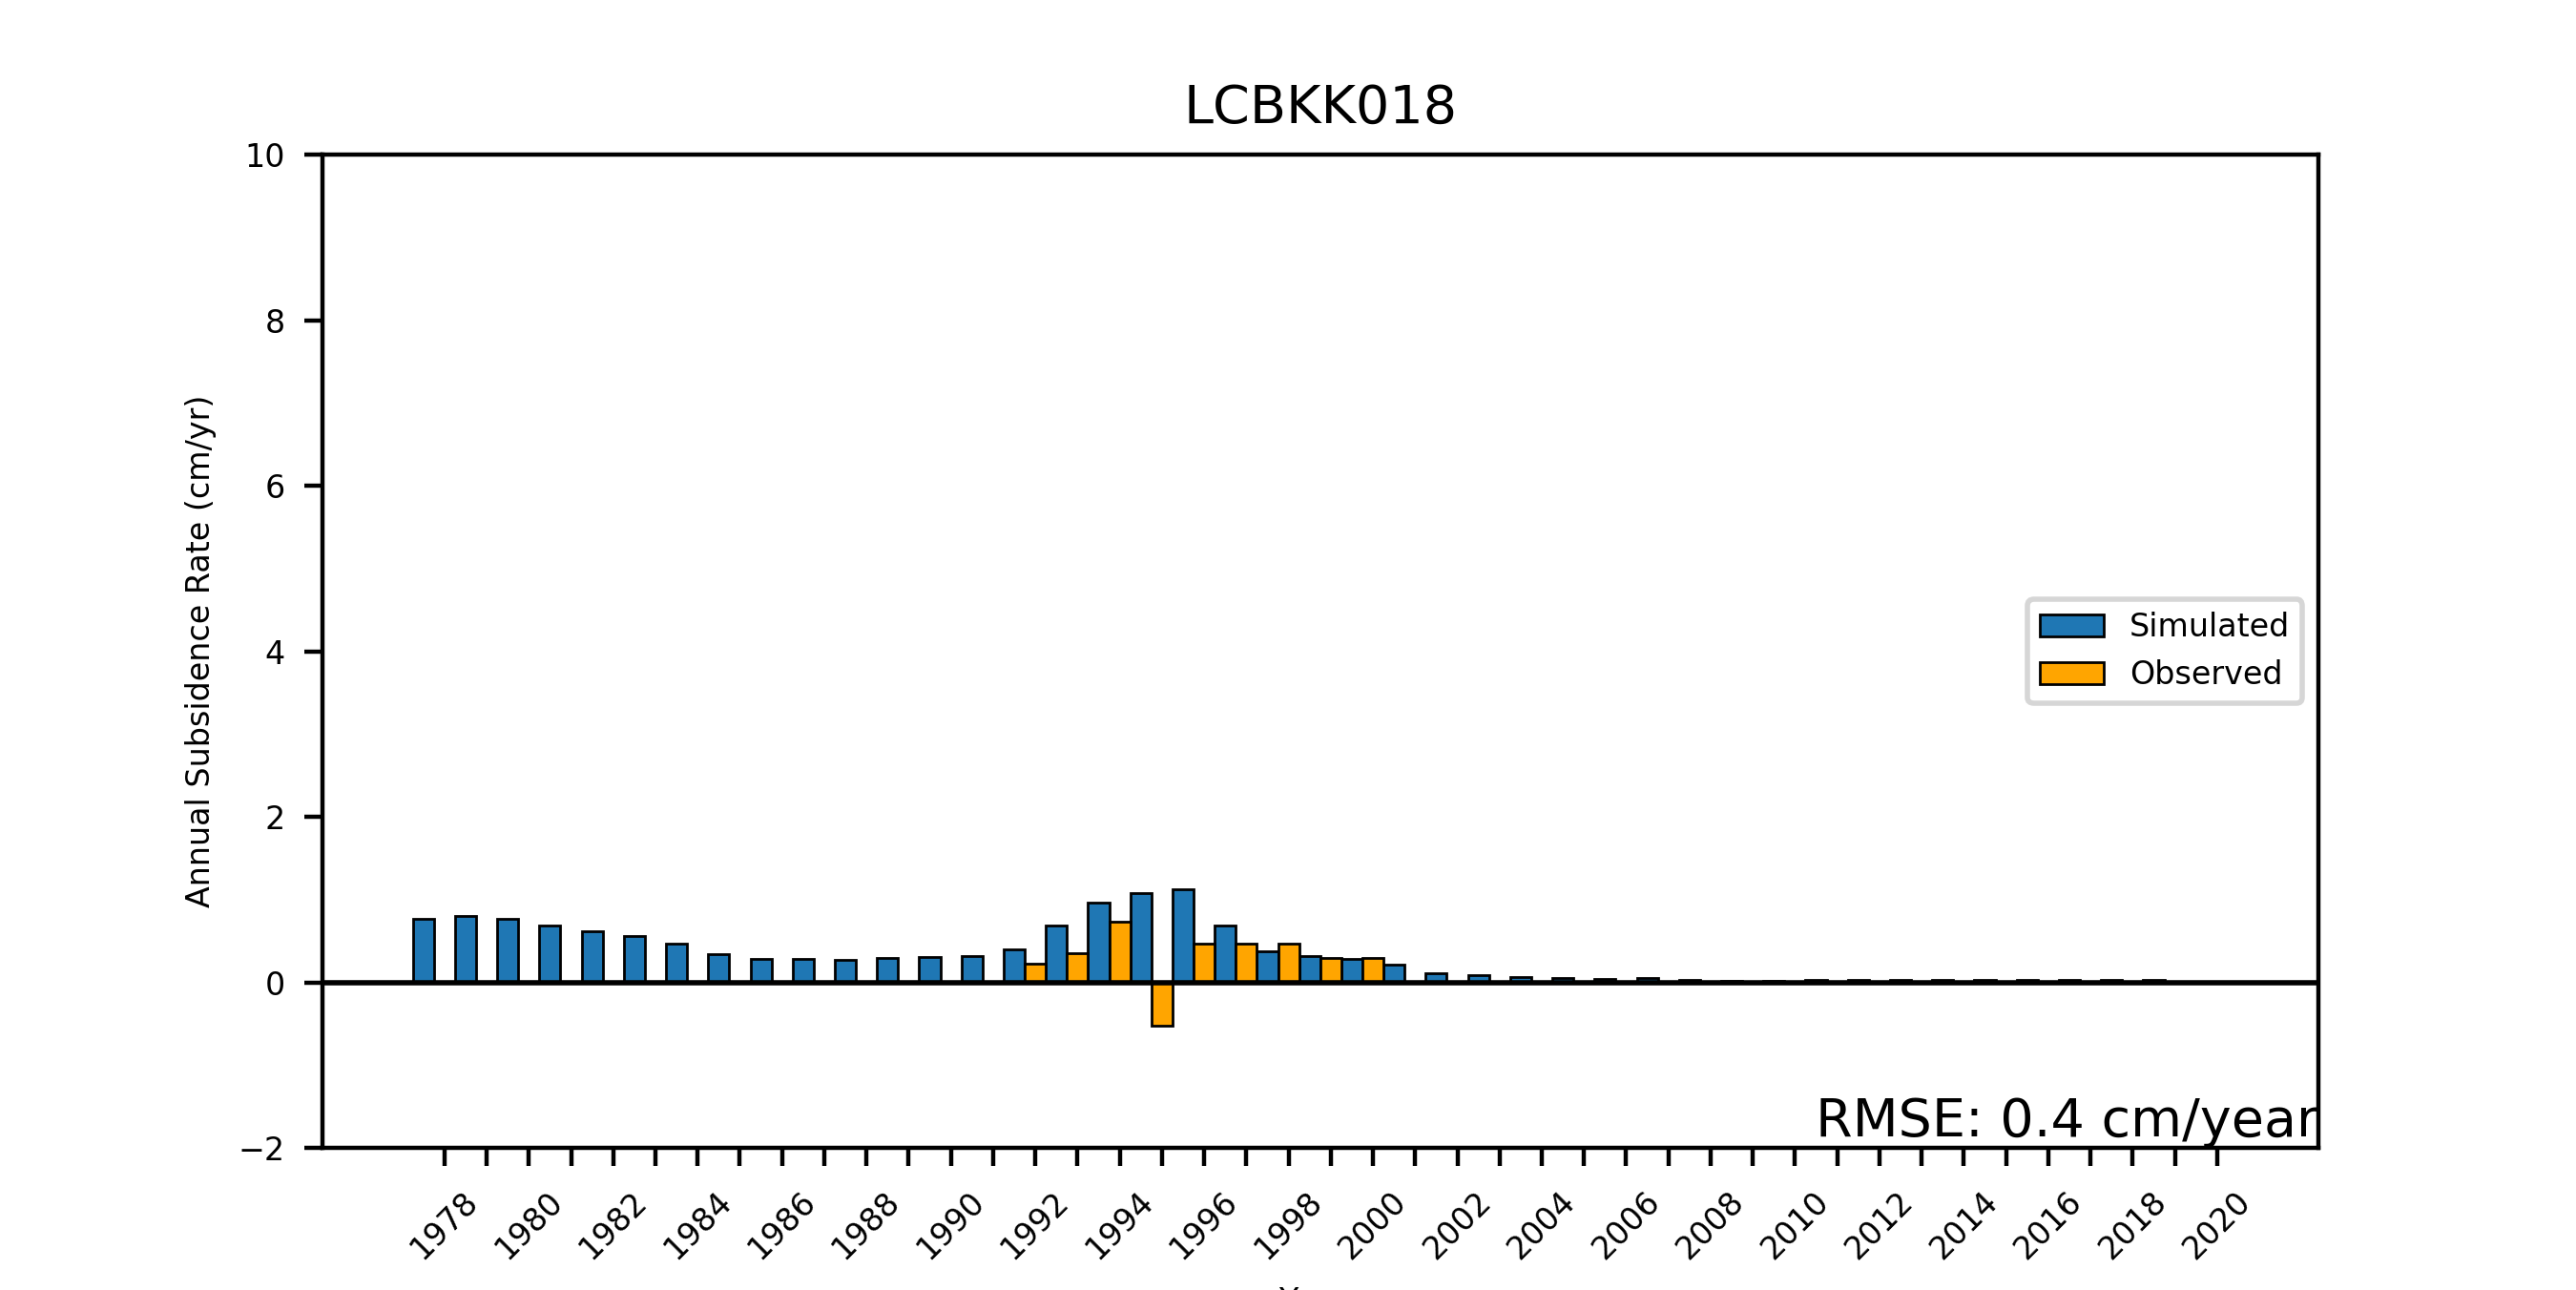 LCBKK018
10
8
6
4
2
0
−2
Annual Subsidence Rate (cm/yr)
Simulated
Observed
RMSE: 0.4 cm/year
1978 1980 1982 1984 1986 1988 1990 1992 1994 1996 1998 2000 2002 2004 2006 2008 2010 2012 2014 2016 2018 2020